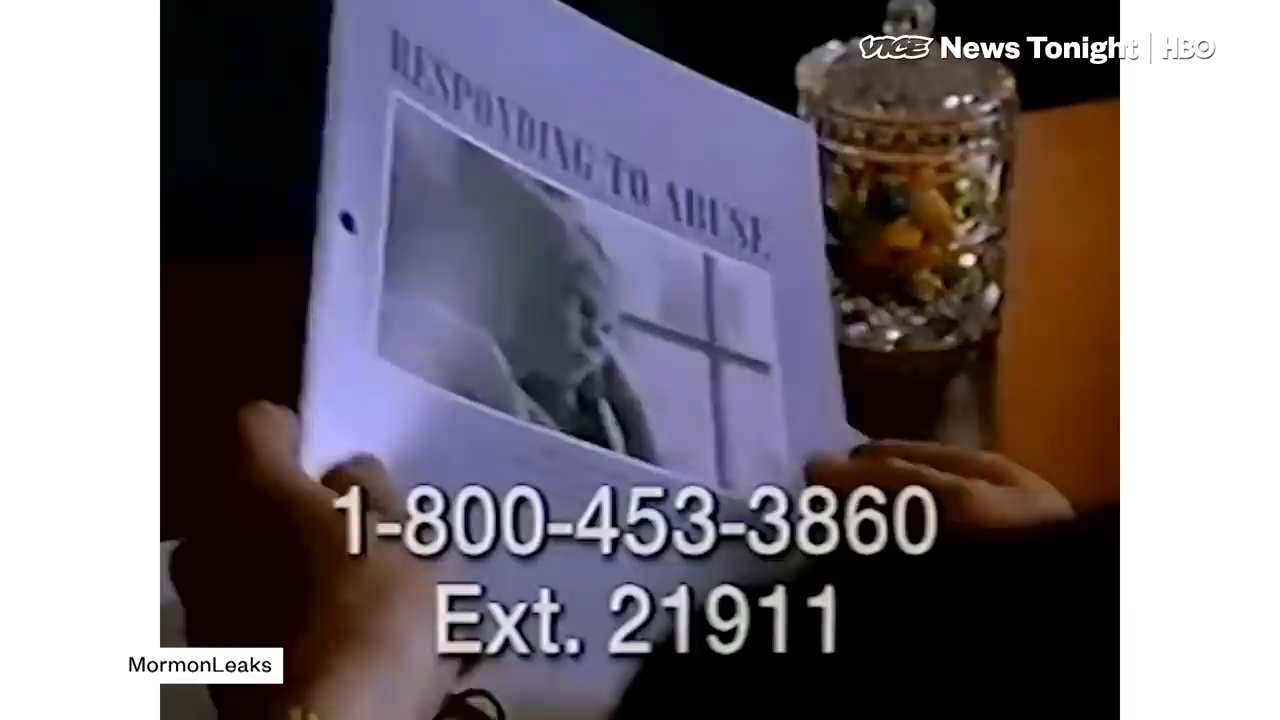 VICE News Tonight | HBO
RESPONDING TO ABUSE
1-800-453-3860
Ext. 21911
MormonLeaks